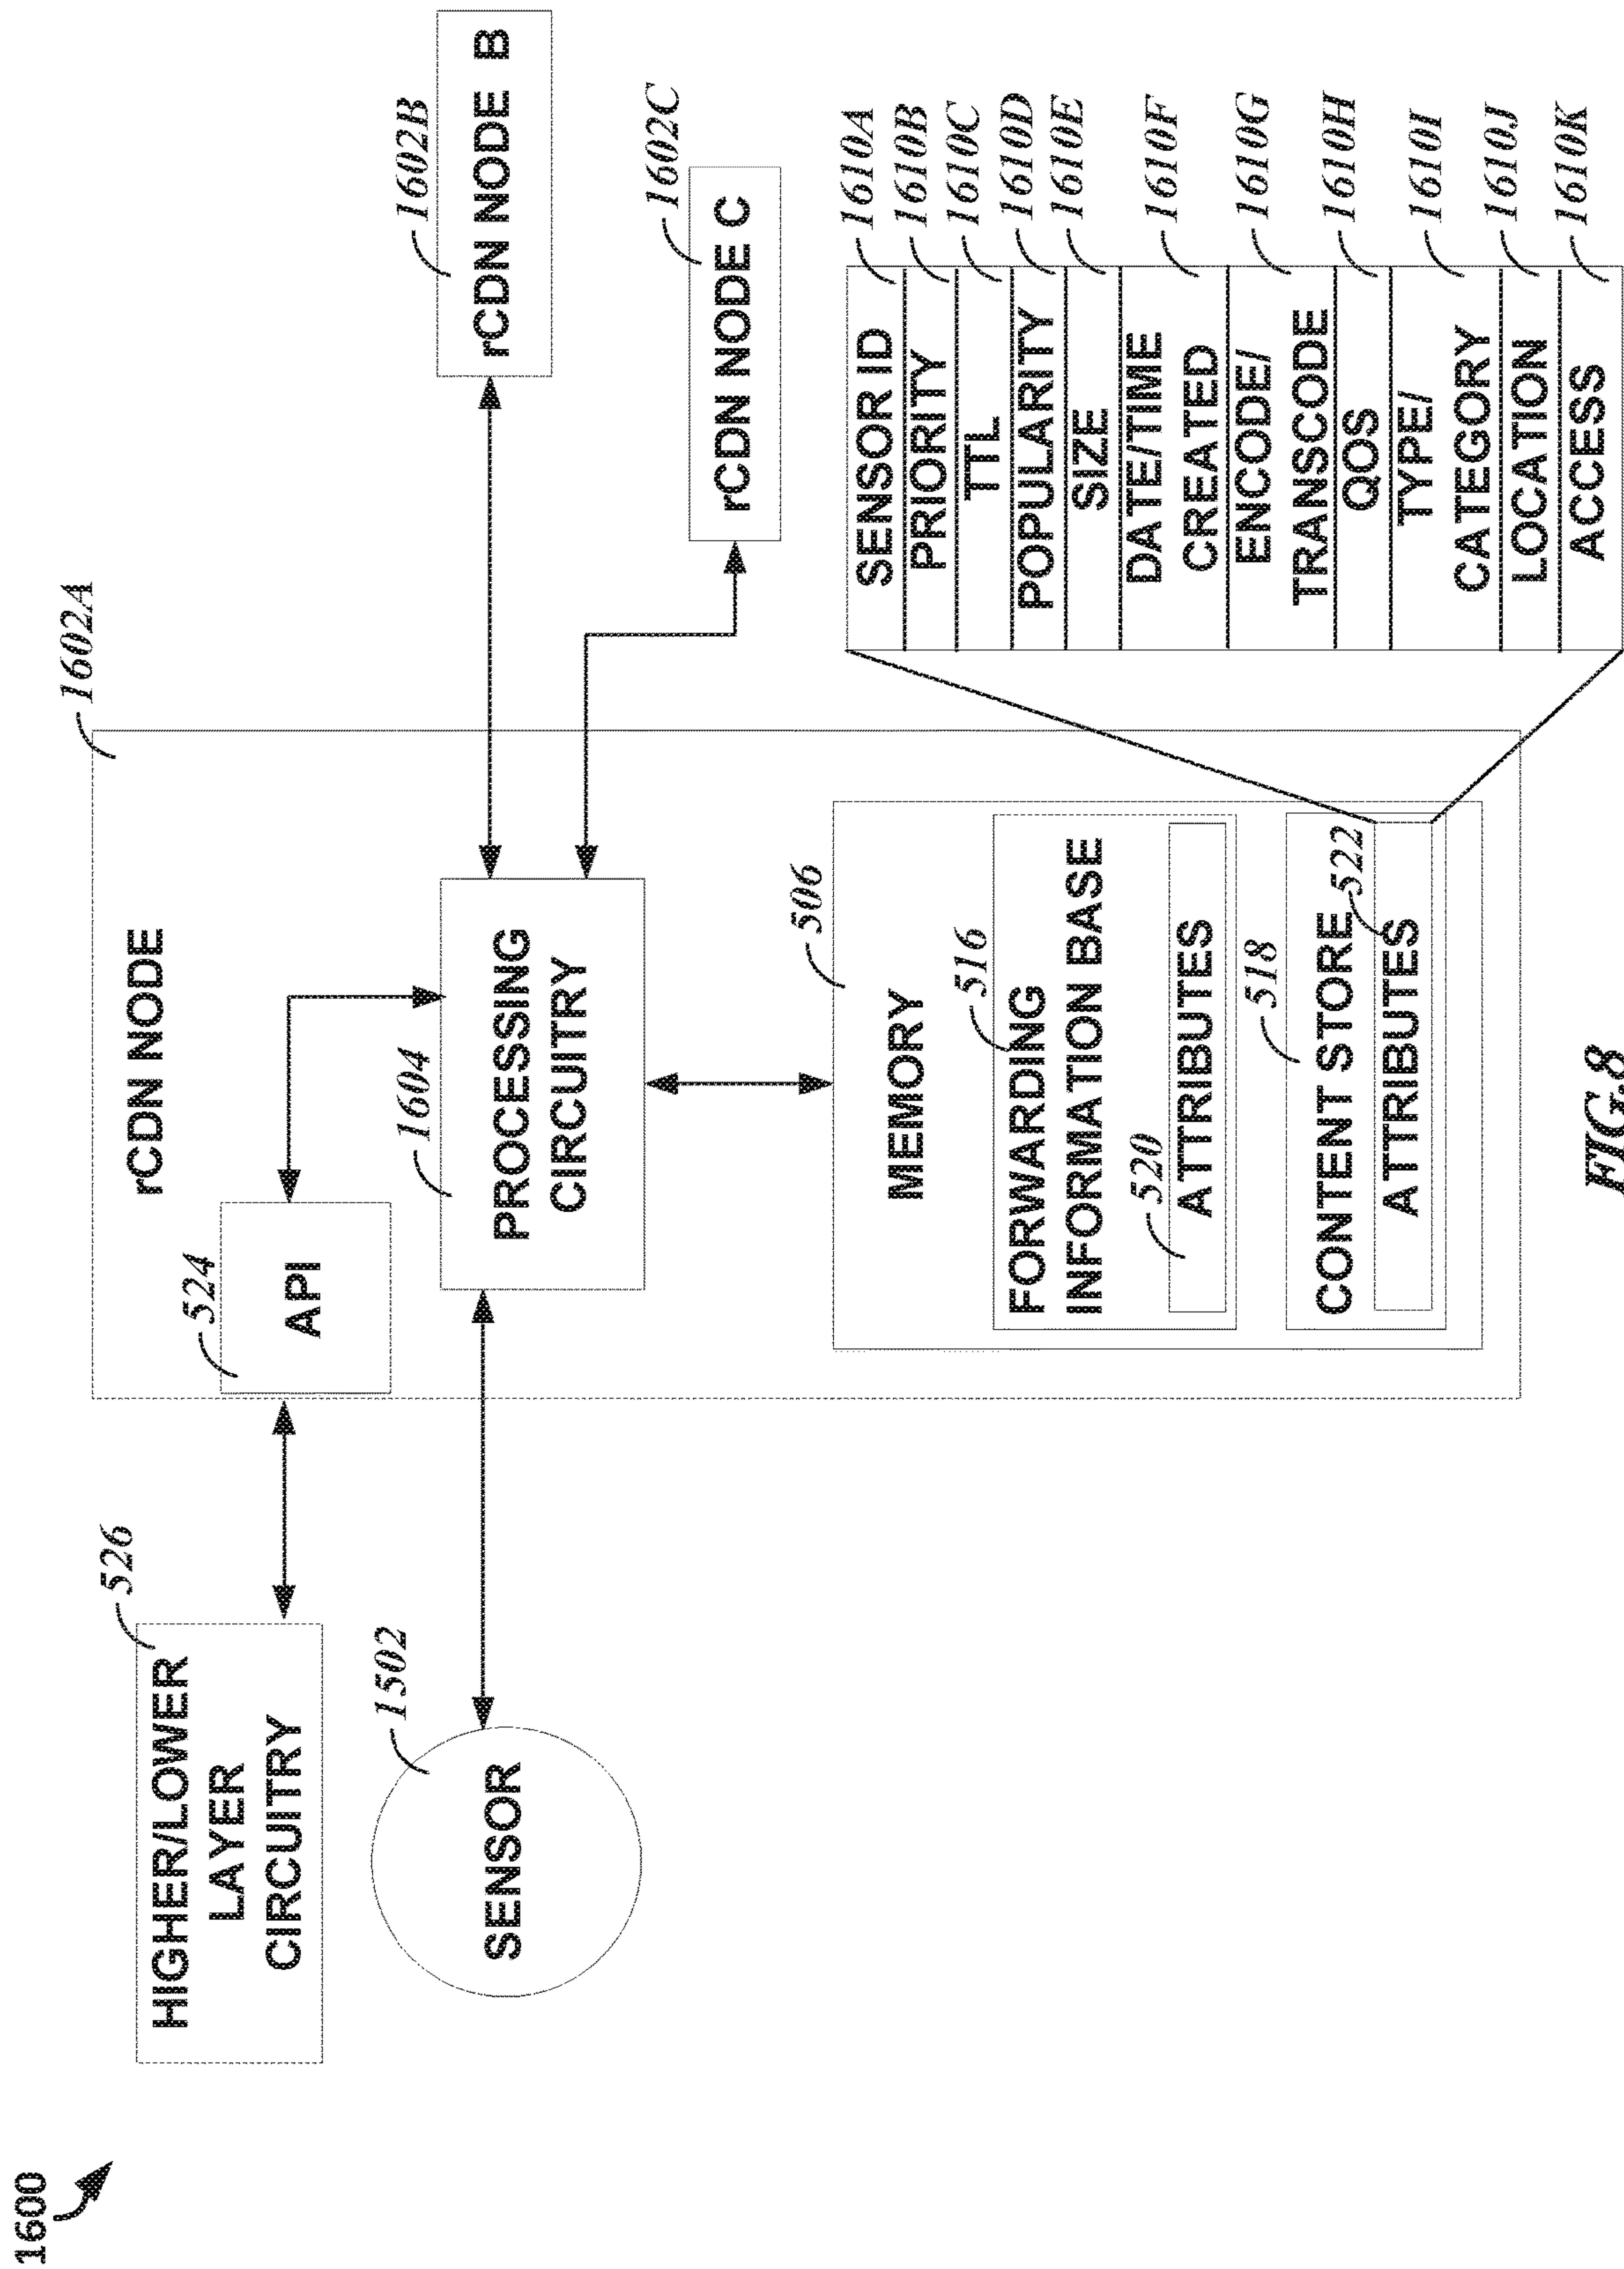 1600
526
HIGHER/LOWER
LAYER
CIRCUITRY
1502
SENSOR
1602A
rCDN NODE
524
API
1604
PROCESSING
CIRCUITRY
506
MEMORY
516
FORWARDING
INFORMATION BASE
520
ATTRIBUTES
518
CONTENT STORE
522
ATTRIBUTES
1602B
rCDN NODE B
1602C
rCDN NODE C
SENSOR ID 1610A
PRIORITY 1610B
TTL 1610C
POPULARITY 1610D
SIZE 1610E
DATE/TIME
CREATED 1610F
ENCODE/
TRANSCODE 1610G
QOS 1610H
TYPE/
CATEGORY 1610I
LOCATION 1610J
ACCESS 1610K
FIG.8